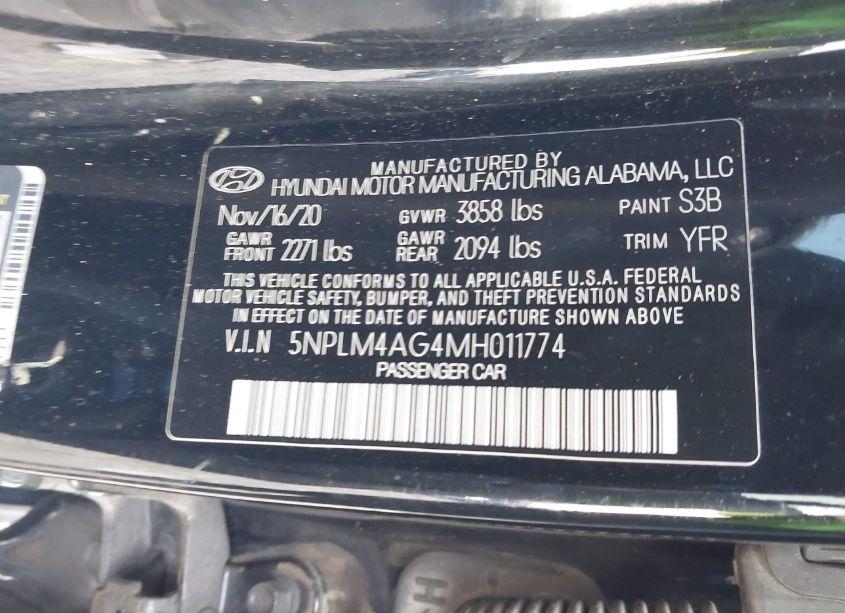 MANUFACTURED BY
HYUNDAI MOTOR MANUFACTURING ALABAMA, LLC
Nov/16/20 GVWR 3858 lbs PAINT S3B
GAWR FRONT 2271 lbs GAWR REAR 2094 lbs TRIM YFR
THIS VEHICLE CONFORMS TO ALL APPLICABLE U.S.A. FEDERAL
MOTOR VEHICLE SAFETY, BUMPER, AND THEFT PREVENTION STANDARDS
IN EFFECT ON THE DATE OF MANUFACTURE SHOWN ABOVE
V.I.N 5NPLM4AG4MH011774
PASSENGER CAR